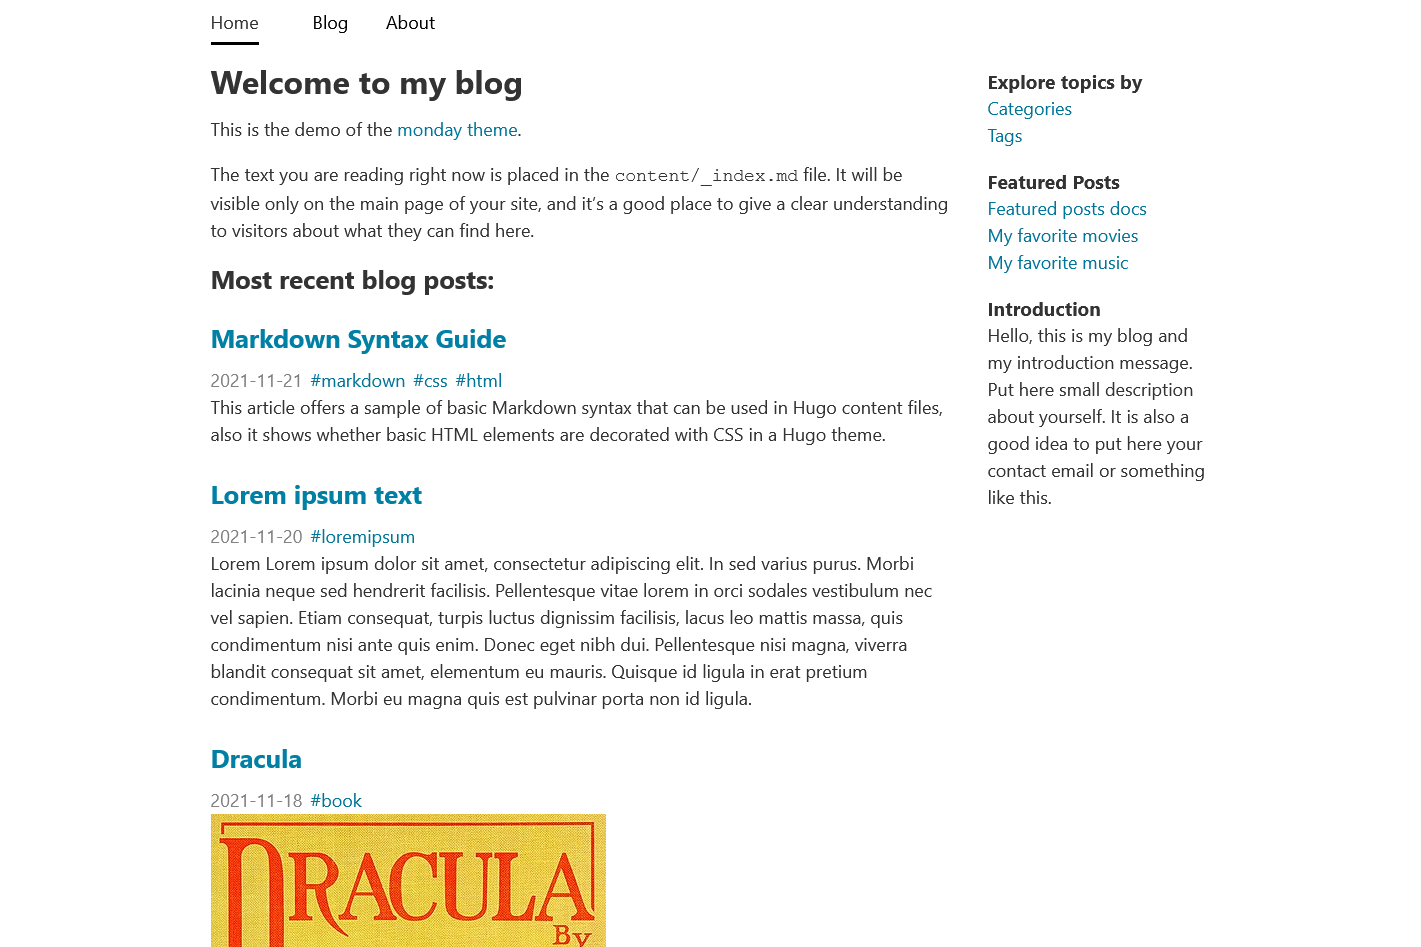 Home Blog About
Welcome to my blog
This is the demo of the monday theme.
The text you are reading right now is placed in the content/_index.md file. It will be
visible only on the main page of your site, and it’s a good place to give a clear understanding
to visitors about what they can find here.
Most recent blog posts:
Markdown Syntax Guide
2021-11-21 #markdown #css #html
This article offers a sample of basic Markdown syntax that can be used in Hugo content files,
also it shows whether basic HTML elements are decorated with CSS in a Hugo theme.
Lorem ipsum text
2021-11-20 #loremipsum
Lorem Lorem ipsum dolor sit amet, consectetur adipiscing elit. In sed varius purus. Morbi
lacinia neque sed hendrerit facilisis. Pellentesque vitae lorem in orci sodales vestibulum nec
vel sapien. Etiam consequat, turpis luctus dignissim facilisis, lacus leo mattis massa, quis
condimentum nisi ante quis enim. Donec eget nibh dui. Pellentesque nisi magna, viverra
blandit consequat sit amet, elementum eu mauris. Quisque id ligula in erat pretium
condimentum. Morbi eu magna quis est pulvinar porta non id ligula.
Dracula
2021-11-18 #book
DRACULA
By
Explore topics by
Categories
Tags
Featured Posts
Featured posts docs
My favorite movies
My favorite music
Introduction
Hello, this is my blog and
my introduction message.
Put here small description
about yourself. It is also a
good idea to put here your
contact email or something
like this.